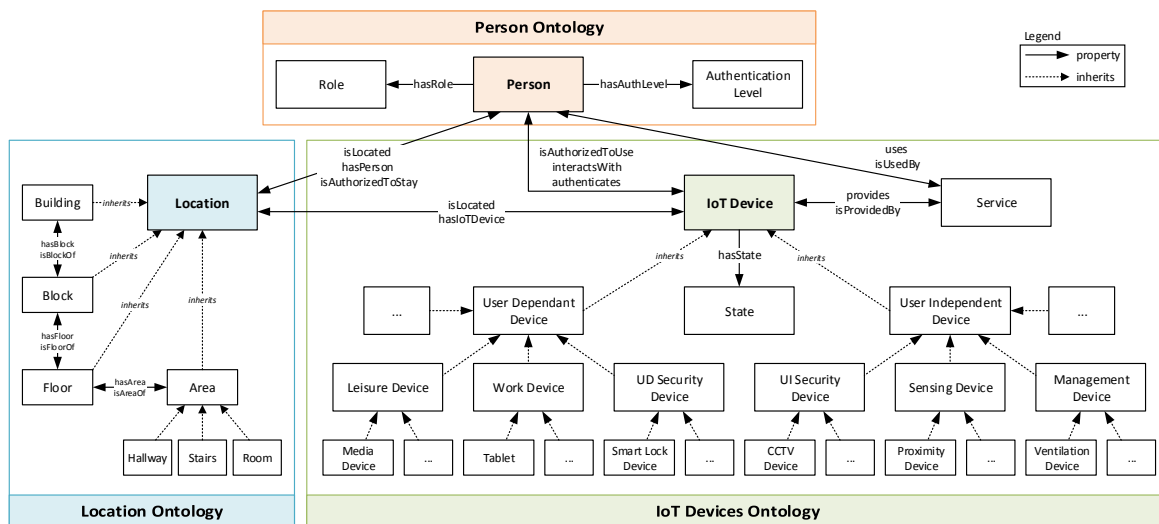 Person Ontology
Legend
property
inherits
Role
hasRole
Person
hasAuthLevel
Authentication
Level
isLocated
hasPerson
isAuthorizedToStay
isAuthorizedToUse
interactsWith
authenticates
uses
isUsedBy
Building
inherits
Location
isLocated
hasIoTDevice
IoT Device
provides
isProvidedBy
Service
hasBlock
isBlockOf
inherits
inherits
hasState
inherits
Block
inherits
inherits
...
User Dependant
Device
State
User Independent
Device
...
hasFloor
isFloorOf
Floor
hasArea
isAreaOf
Area
Leisure Device
Work Device
UD Security
Device
UI Security
Device
Sensing Device
Management
Device
Hallway
Stairs
Room
Media
Device
...
Tablet
...
Smart Lock
Device
...
CCTV
Device
...
Proximity
Device
...
Ventilation
Device
...
Location Ontology
IoT Devices Ontology